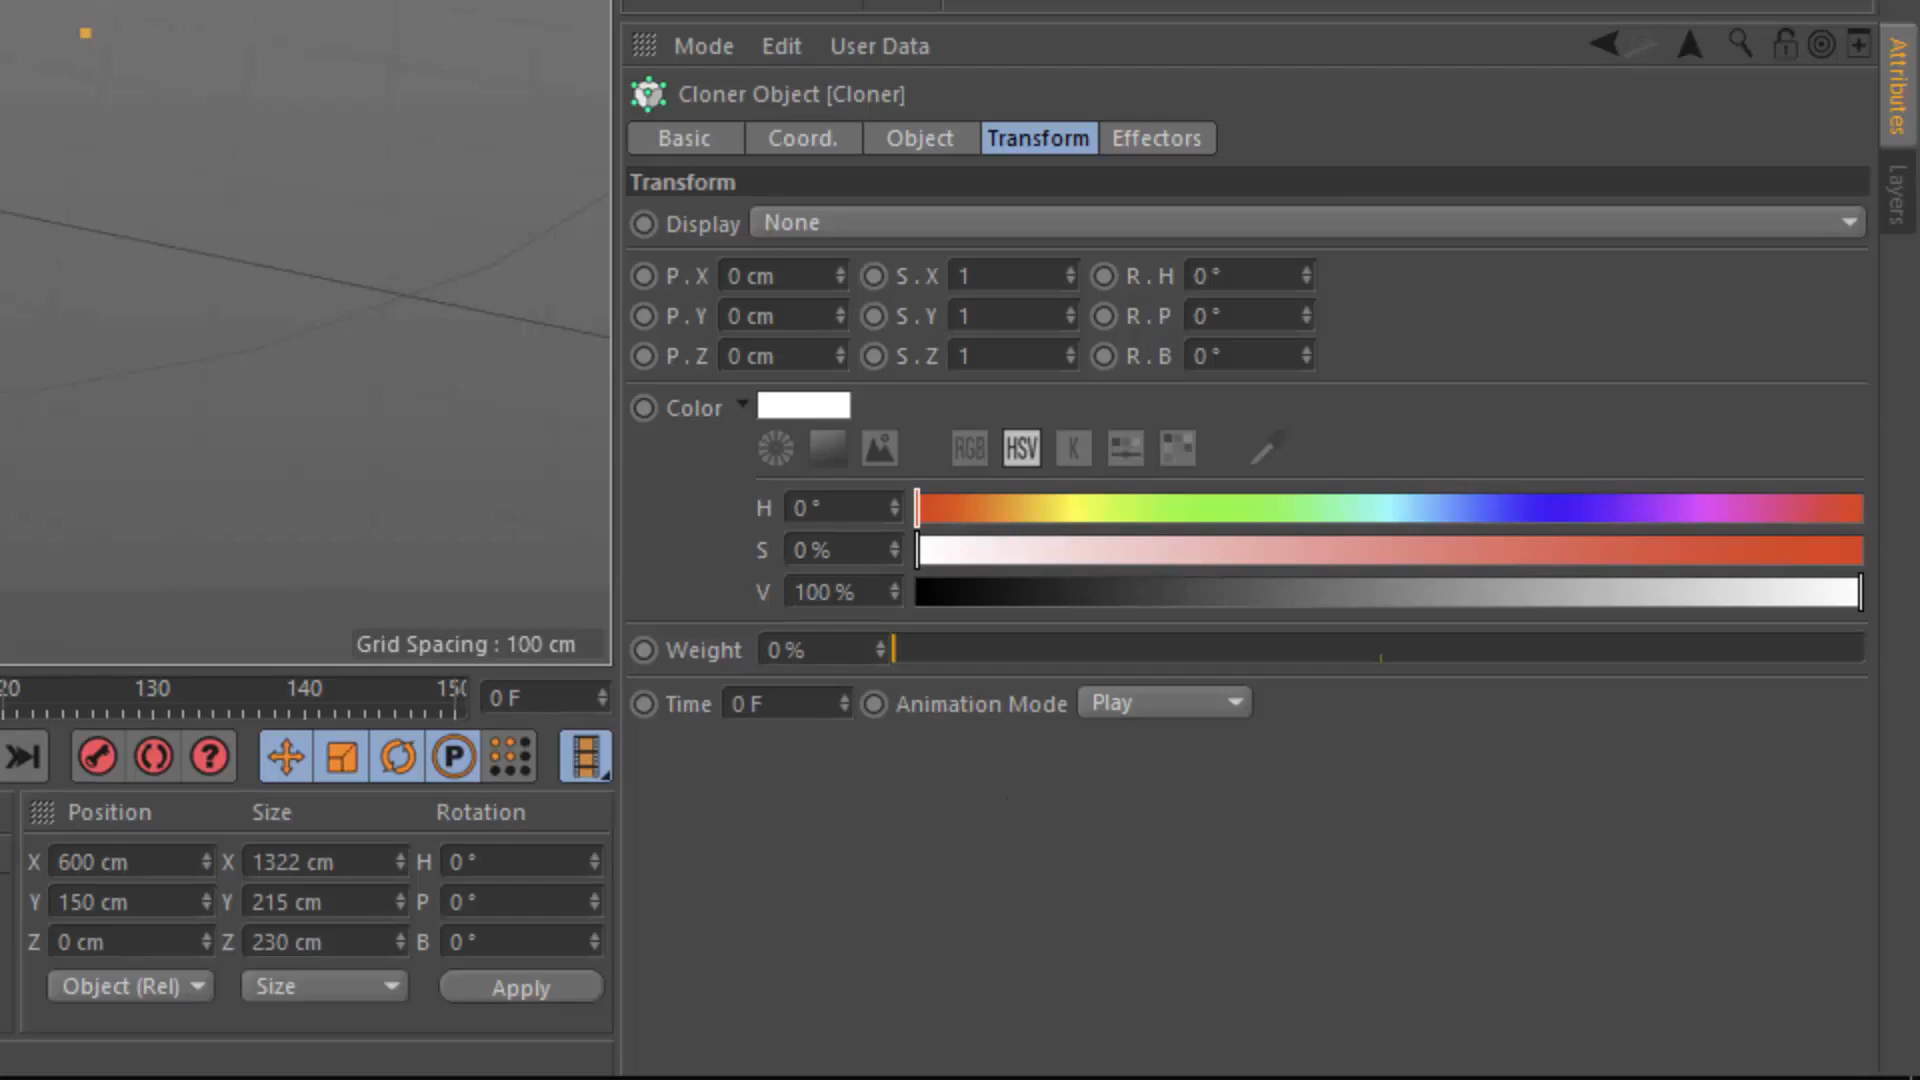 Mode Edit User Data
Attributes
Layers
Cloner Object [Cloner]
Basic Coord. Object Transform Effectors
Transform
Display None
P . X 0 cm S . X 1 R . H 0 °
P . Y 0 cm S . Y 1 R . P 0 °
P . Z 0 cm S . Z 1 R . B 0 °
Color
RGB HSV K
H 0 °
S 0 %
V 100 %
Weight 0 %
Time 0 F Animation Mode Play
Grid Spacing : 100 cm
130 140 0 F
? P
Position Size Rotation
X 600 cm X 1322 cm H 0 °
Y 150 cm Y 215 cm P 0 °
Z 0 cm Z 230 cm B 0 °
Object (Rel) Size Apply